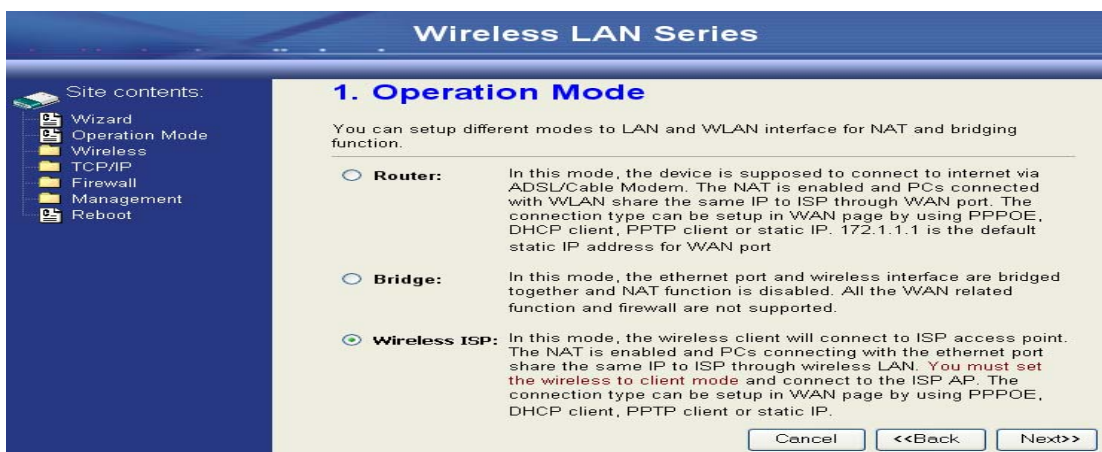 Wireless LAN Series
Site contents:
Wizard
Operation Mode
Wireless
TCP/IP
Firewall
Management
Reboot
1. Operation Mode
You can setup different modes to LAN and WLAN interface for NAT and bridging
function.
Router:
In this mode, the device is supposed to connect to internet via
ADSL/Cable Modem. The NAT is enabled and PCs connected
with WLAN share the same IP to ISP through WAN port. The
connection type can be setup in WAN page by using PPPOE,
DHCP client, PPTP client or static IP. 172.1.1.1 is the default
static IP address for WAN port
Bridge:
In this mode, the ethernet port and wireless interface are bridged
together and NAT function is disabled. All the WAN related
function and firewall are not supported.
Wireless ISP:
In this mode, the wireless client will connect to ISP access point.
The NAT is enabled and PCs connecting with the ethernet port
share the same IP to ISP through wireless LAN. You must set
the wireless to client mode and connect to the ISP AP. The
connection type can be setup in WAN page by using PPPOE,
DHCP client, PPTP client or static IP.
Cancel
<<Back
Next>>